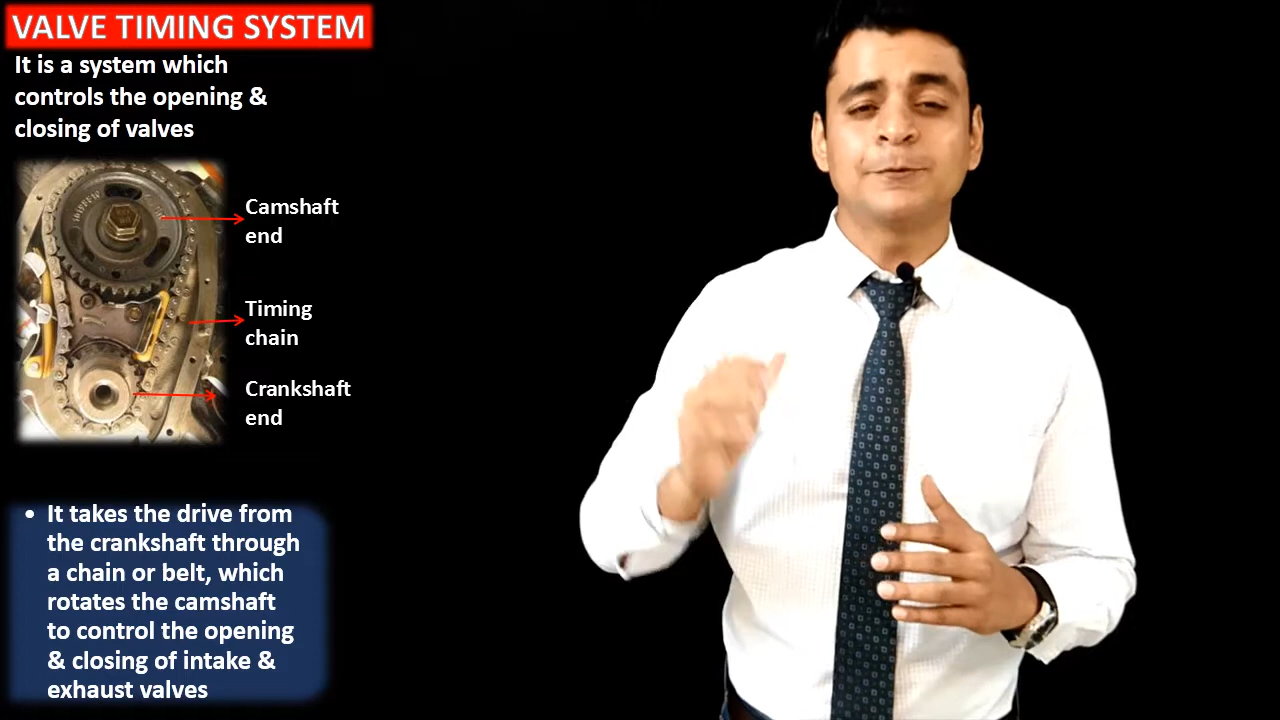 VALVE TIMING SYSTEM
It is a system which
controls the opening &
closing of valves
Camshaft
end
Timing
chain
Crankshaft
end
• It takes the drive from
the crankshaft through
a chain or belt, which
rotates the camshaft
to control the opening
& closing of intake &
exhaust valves